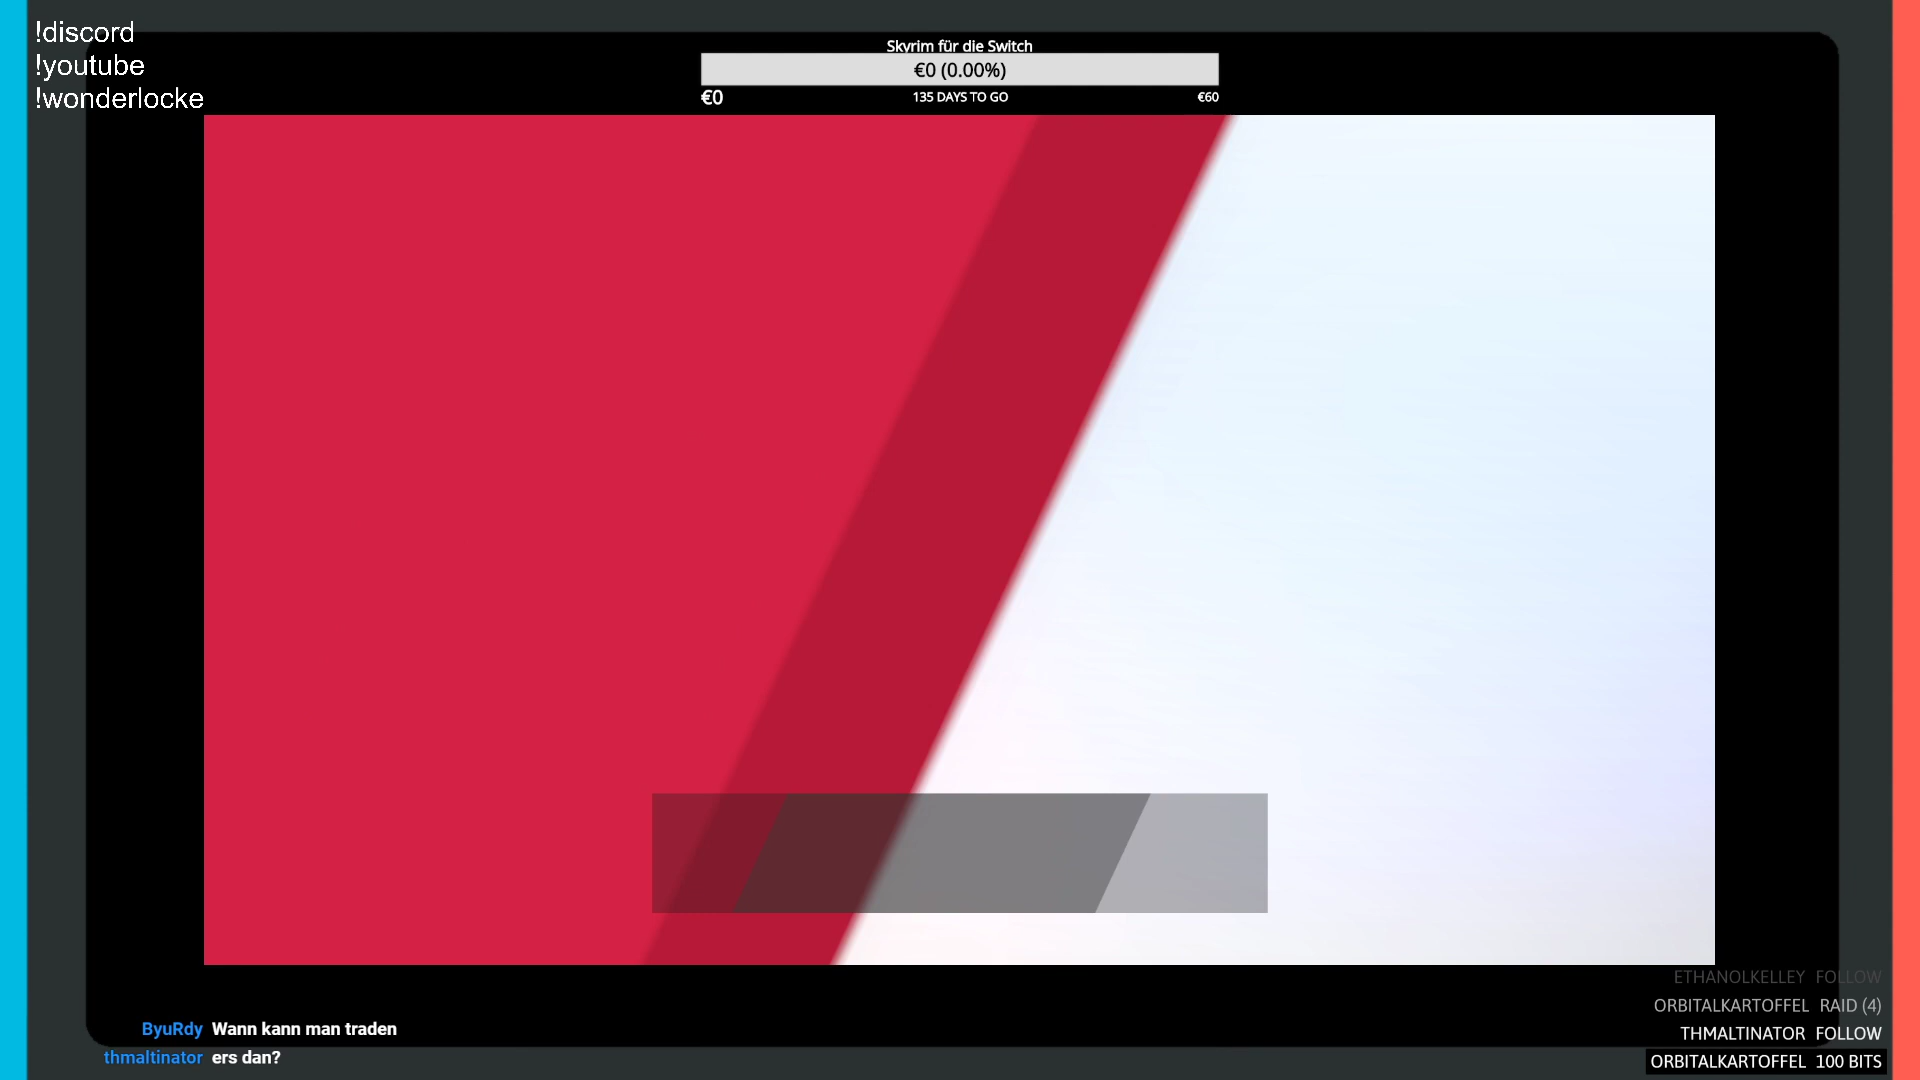 !discord
!youtube
!wonderlocke
Skyrim für die Switch
€0 (0.00%)
€0 135 DAYS TO GO €60
ETHANOLKELLEY FOLLOW
ORBITALKARTOFFEL RAID (4)
THMALTINATOR FOLLOW
ORBITALKARTOFFEL 100 BITS
ByuRdy Wann kann man traden
thmaltinator ers dan?